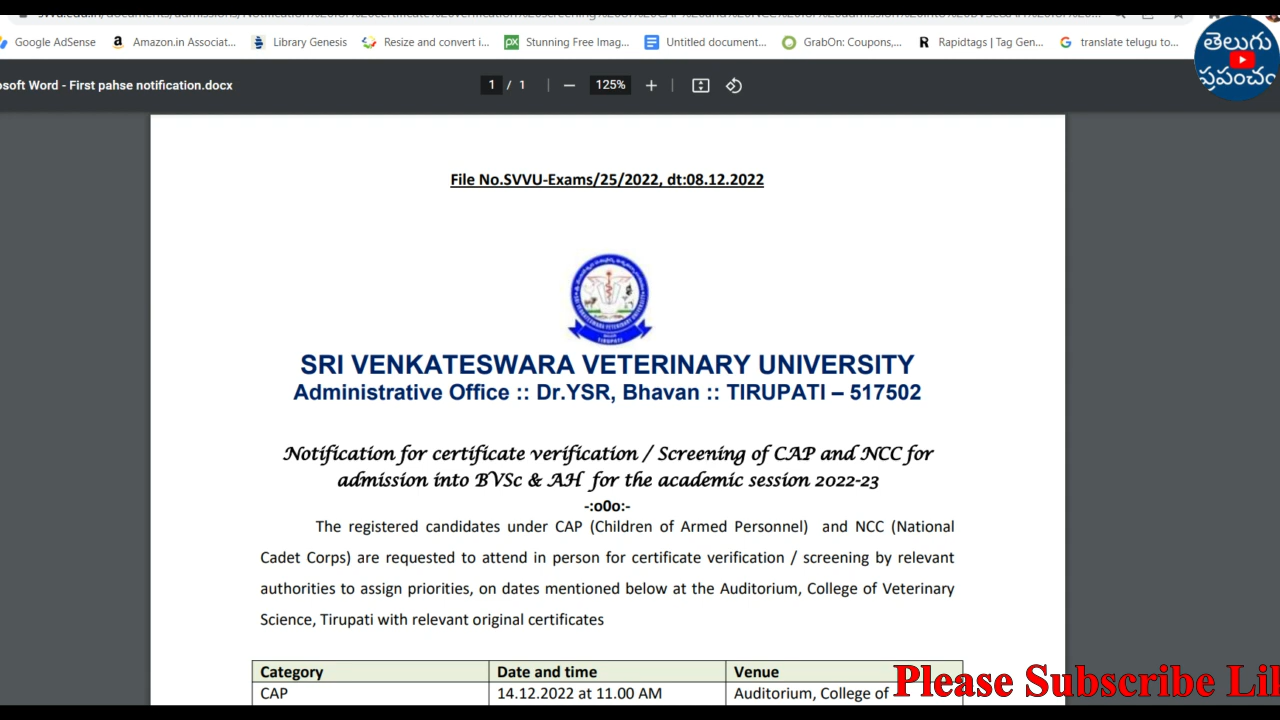 Google AdSense
Amazon.in Associat...
Library Genesis
Resize and convert i...
Stunning Free Imag...
Untitled document...
GrabOn: Coupons,...
Rapidtags | Tag Gen...
translate telugu to...
తెలుగు
ప్రపంచం
osoft Word - First pahse notification.docx
1 / 1
125%
File No.SVVU-Exams/25/2022, dt:08.12.2022
TIRUPATI
SRI VENKATESWARA VETERINARY UNIVERSITY
Administrative Office :: Dr.YSR, Bhavan :: TIRUPATI – 517502
Notification for certificate verification / Screening of CAP and NCC for
admission into BVSc & AH for the academic session 2022-23
-:o0o:-
The registered candidates under CAP (Children of Armed Personnel) and NCC (National
Cadet Corps) are requested to attend in person for certificate verification / screening by relevant
authorities to assign priorities, on dates mentioned below at the Auditorium, College of Veterinary
Science, Tirupati with relevant original certificates
Category Date and time Venue
CAP 14.12.2022 at 11.00 AM Auditorium, College of
Please Subscribe Lik